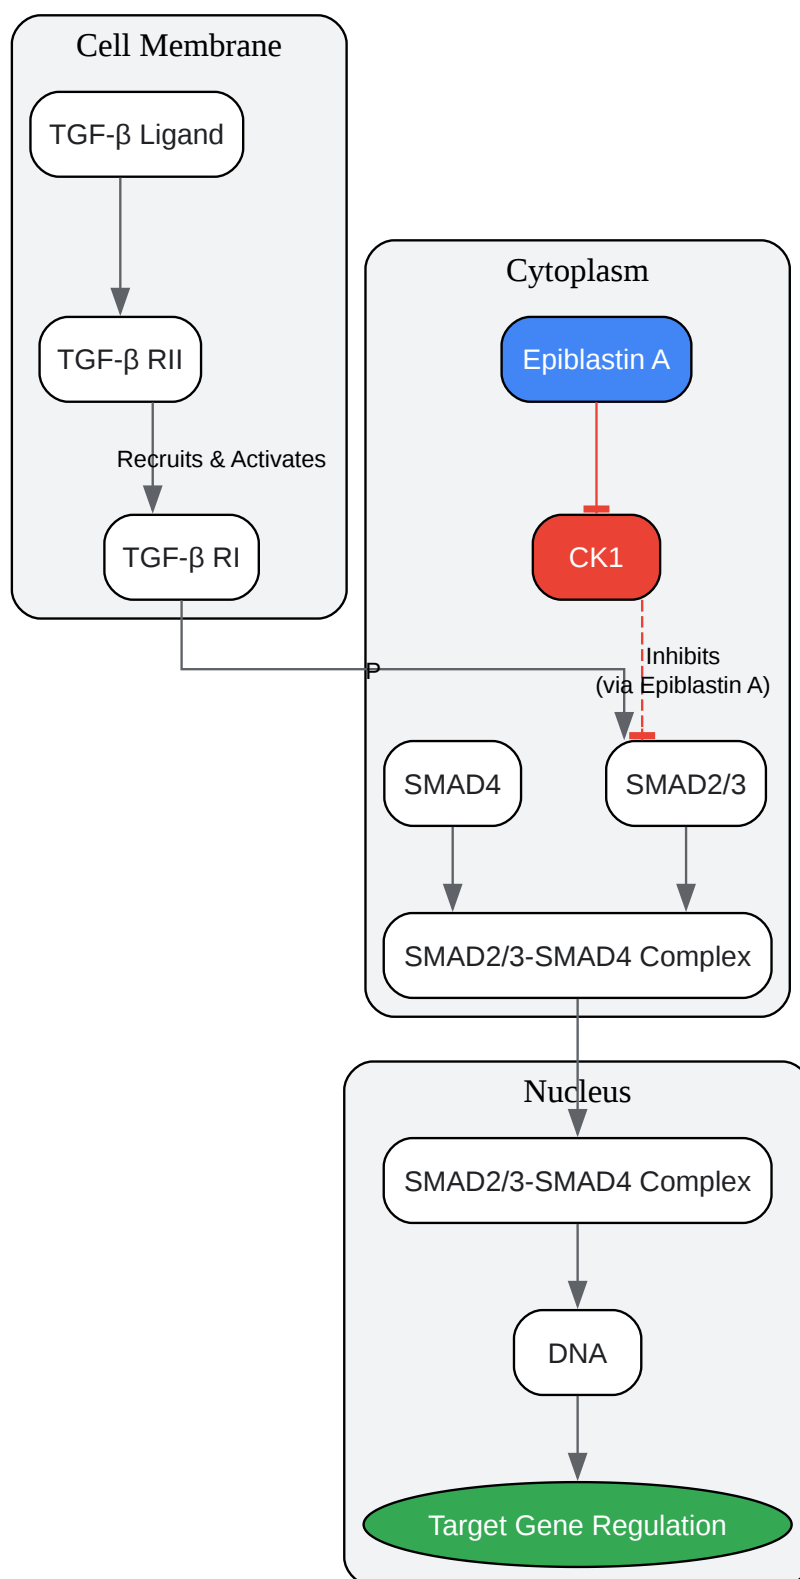 Cell Membrane
TGF-β Ligand
TGF-β RII
Recruits & Activates
TGF-β RI
Cytoplasm
Epiblastin A
CK1
P
Inhibits
(via Epiblastin A)
SMAD4
SMAD2/3
SMAD2/3-SMAD4 Complex
Nucleus
SMAD2/3-SMAD4 Complex
DNA
Target Gene Regulation